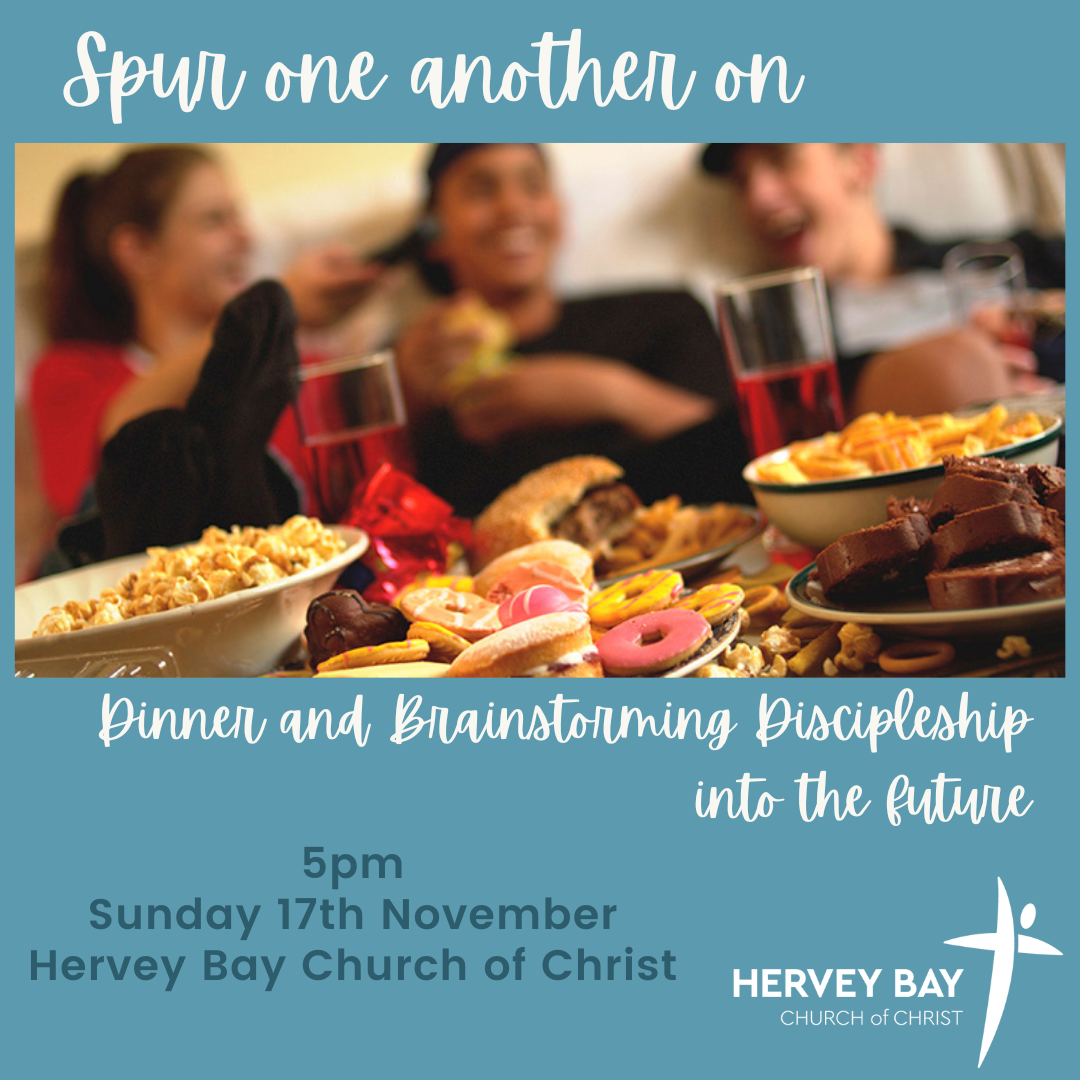 Spur one another on
Dinner and Brainstorming Discipleship
into the future
5pm
Sunday 17th November
Hervey Bay Church of Christ
HERVEY BAY
CHURCH of CHRIST